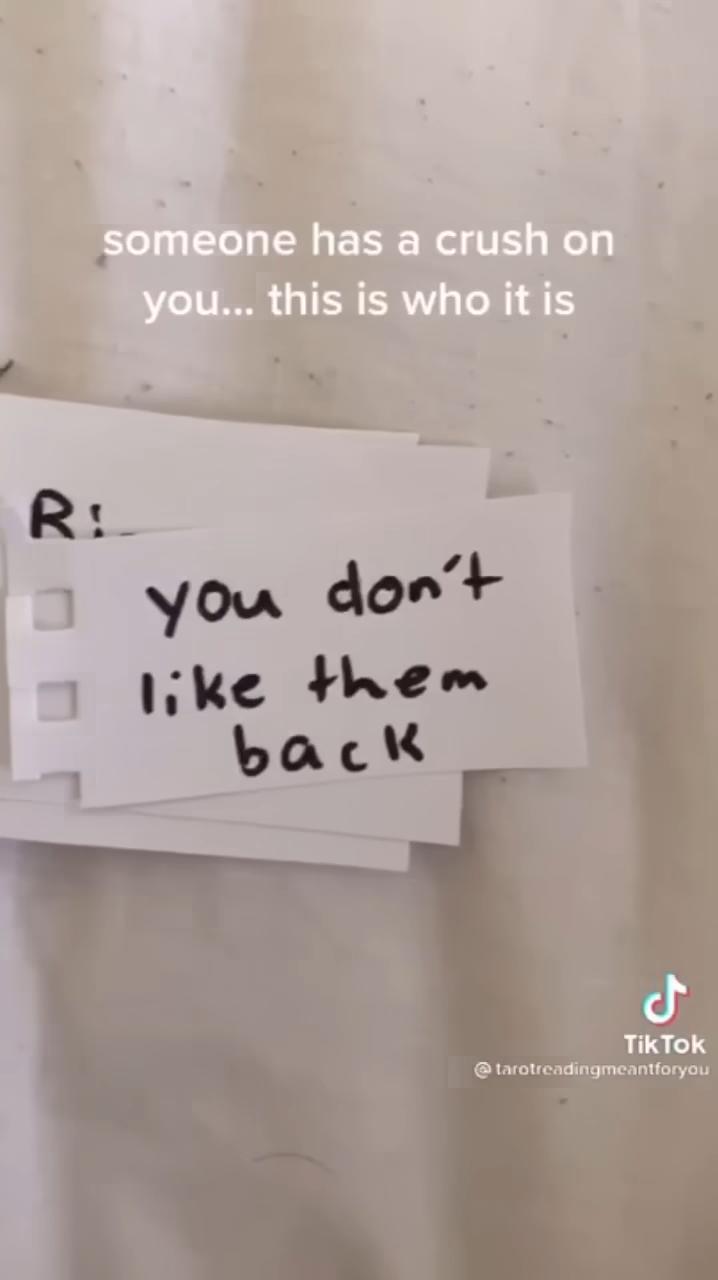 someone has a crush on
you... this is who it is
you don't
like them
back
TikTok
@tarotreadingmeantforyou